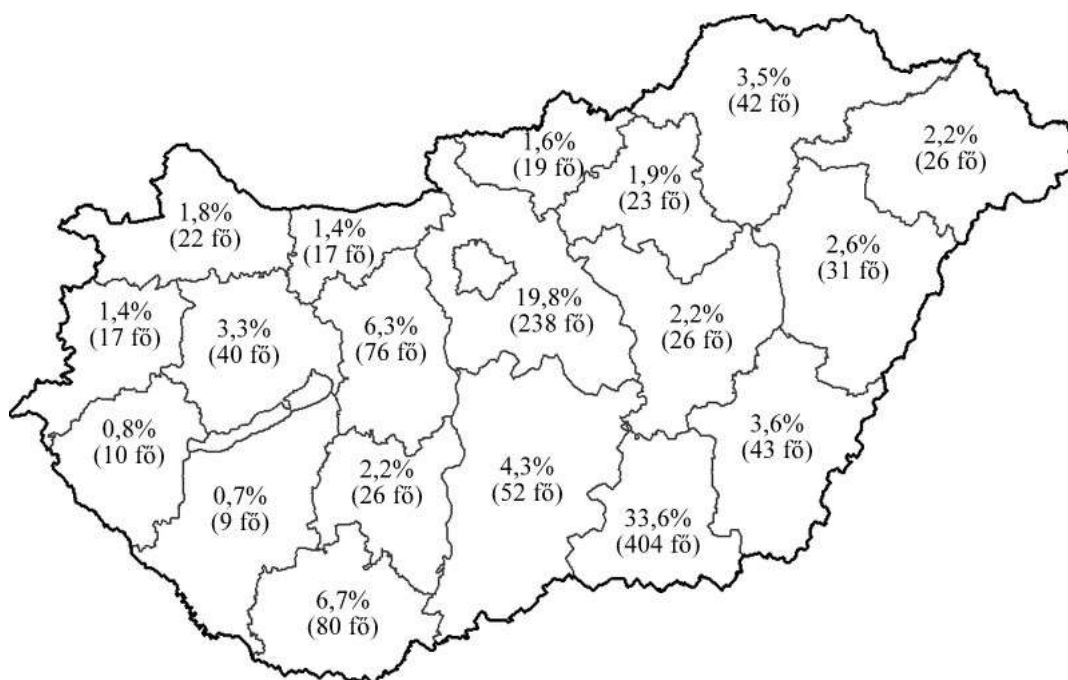 3,5%
(42 fő)
1,6%
(19 fő)
2,2%
(26 fő)
1,9%
(23 fő)
1,8%
(22 fő)
1,4%
(17 fő)
2,6%
(31 fő)
19,8%
(238 fő)
1,4%
(17 fő)
3,3%
(40 fő)
6,3%
(76 fő)
2,2%
(26 fő)
0,8%
(10 fő)
3,6%
(43 fő)
2,2%
(26 fő)
4,3%
(52 fő)
0,7%
(9 fő)
33,6%
(404 fő)
6,7%
(80 fő)